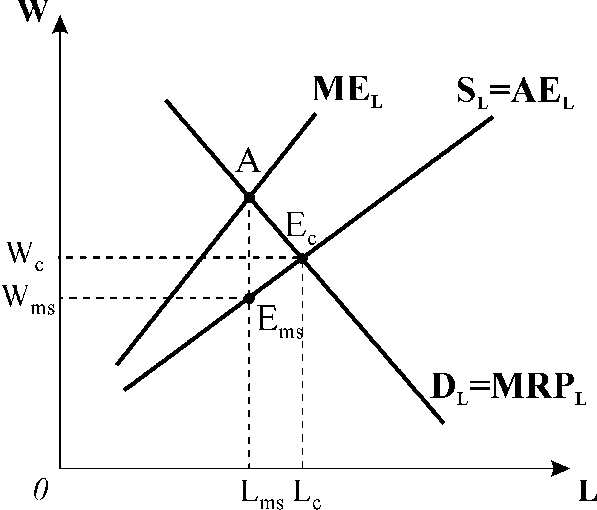 W
ME_L
S_L=AE_L
A
E_c
W_c
W_ms
E_ms
D_L=MRP_L
0
L_ms
L_c
L